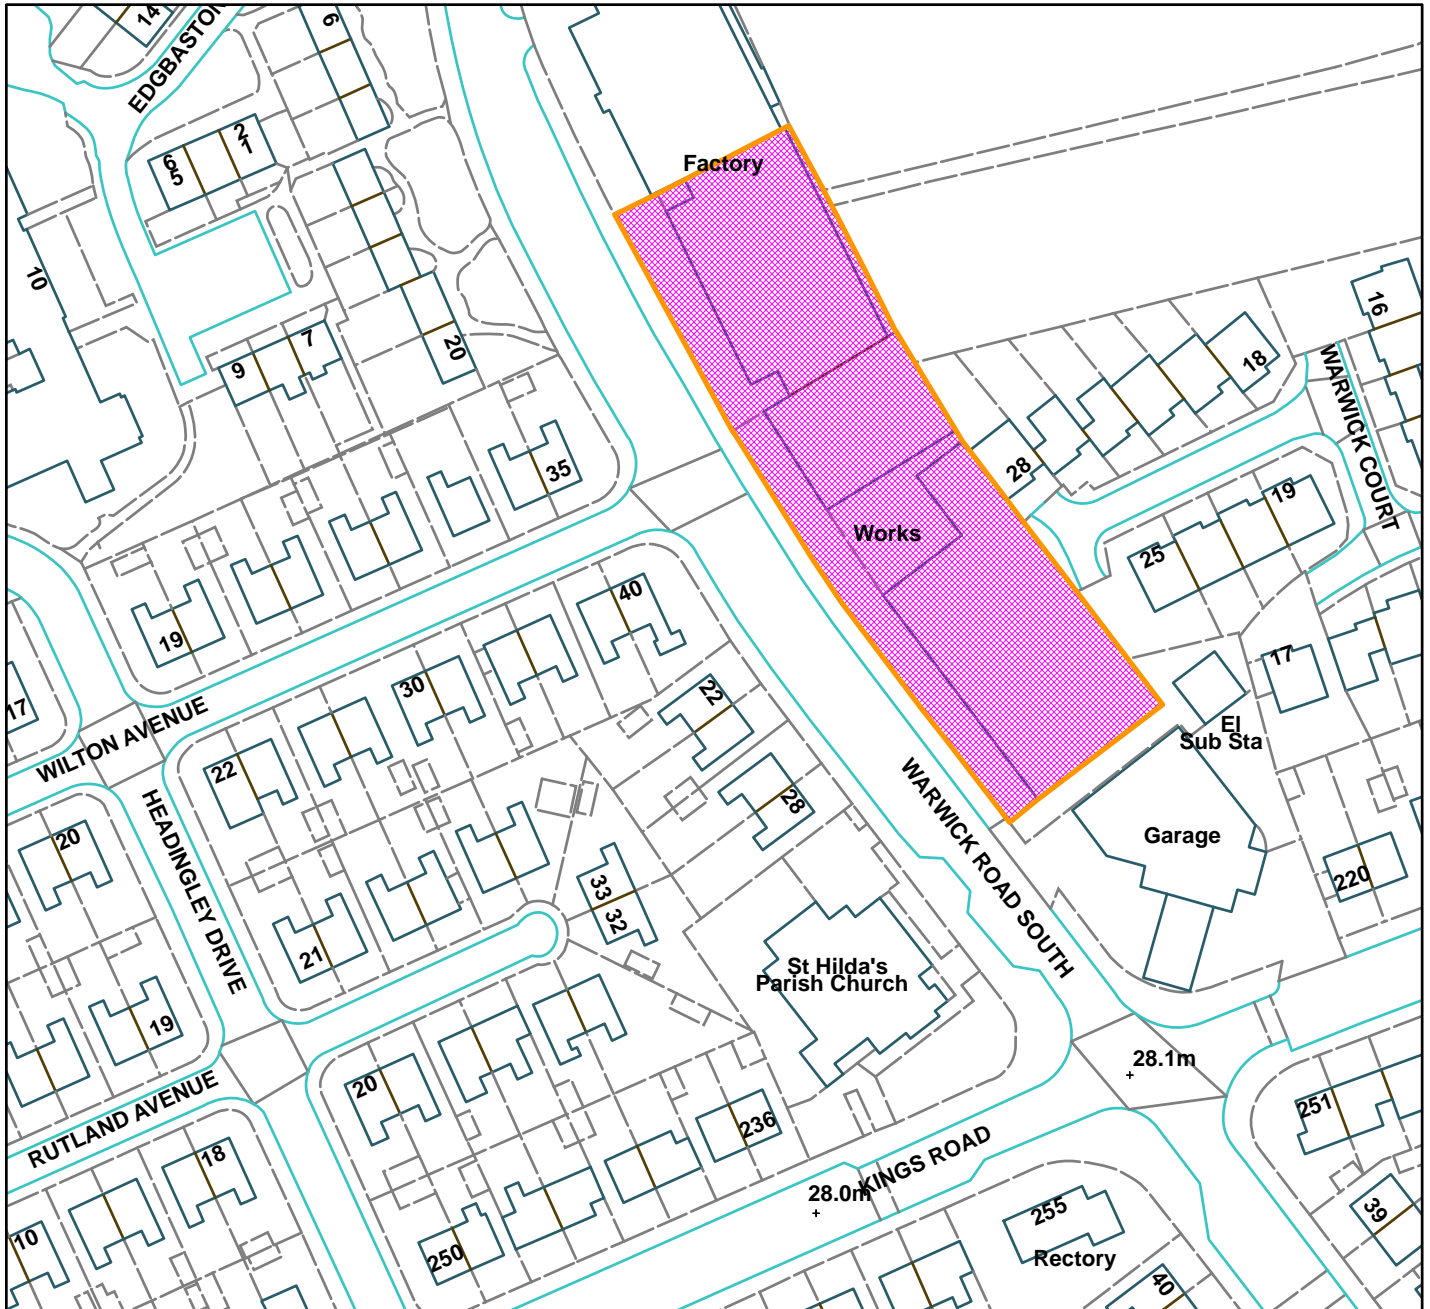 14
EDGBASTON
6
Factory
2
1
6
5
10
20
7
9
16
18
WARWICK COURT
28
19
25
35
Works
19
40
30
22
17
17
WILTON AVENUE
22
El
Sub Sta
HEADINGLEY DRIVE
28
WARWICK ROAD SOUTH
Garage
20
220
33
32
21
St Hilda's
Parish Church
19
28.1m
20
RUTLAND AVENUE
251
236
18
KINGS ROAD
28.0m
255
39
10
250
Rectory
40